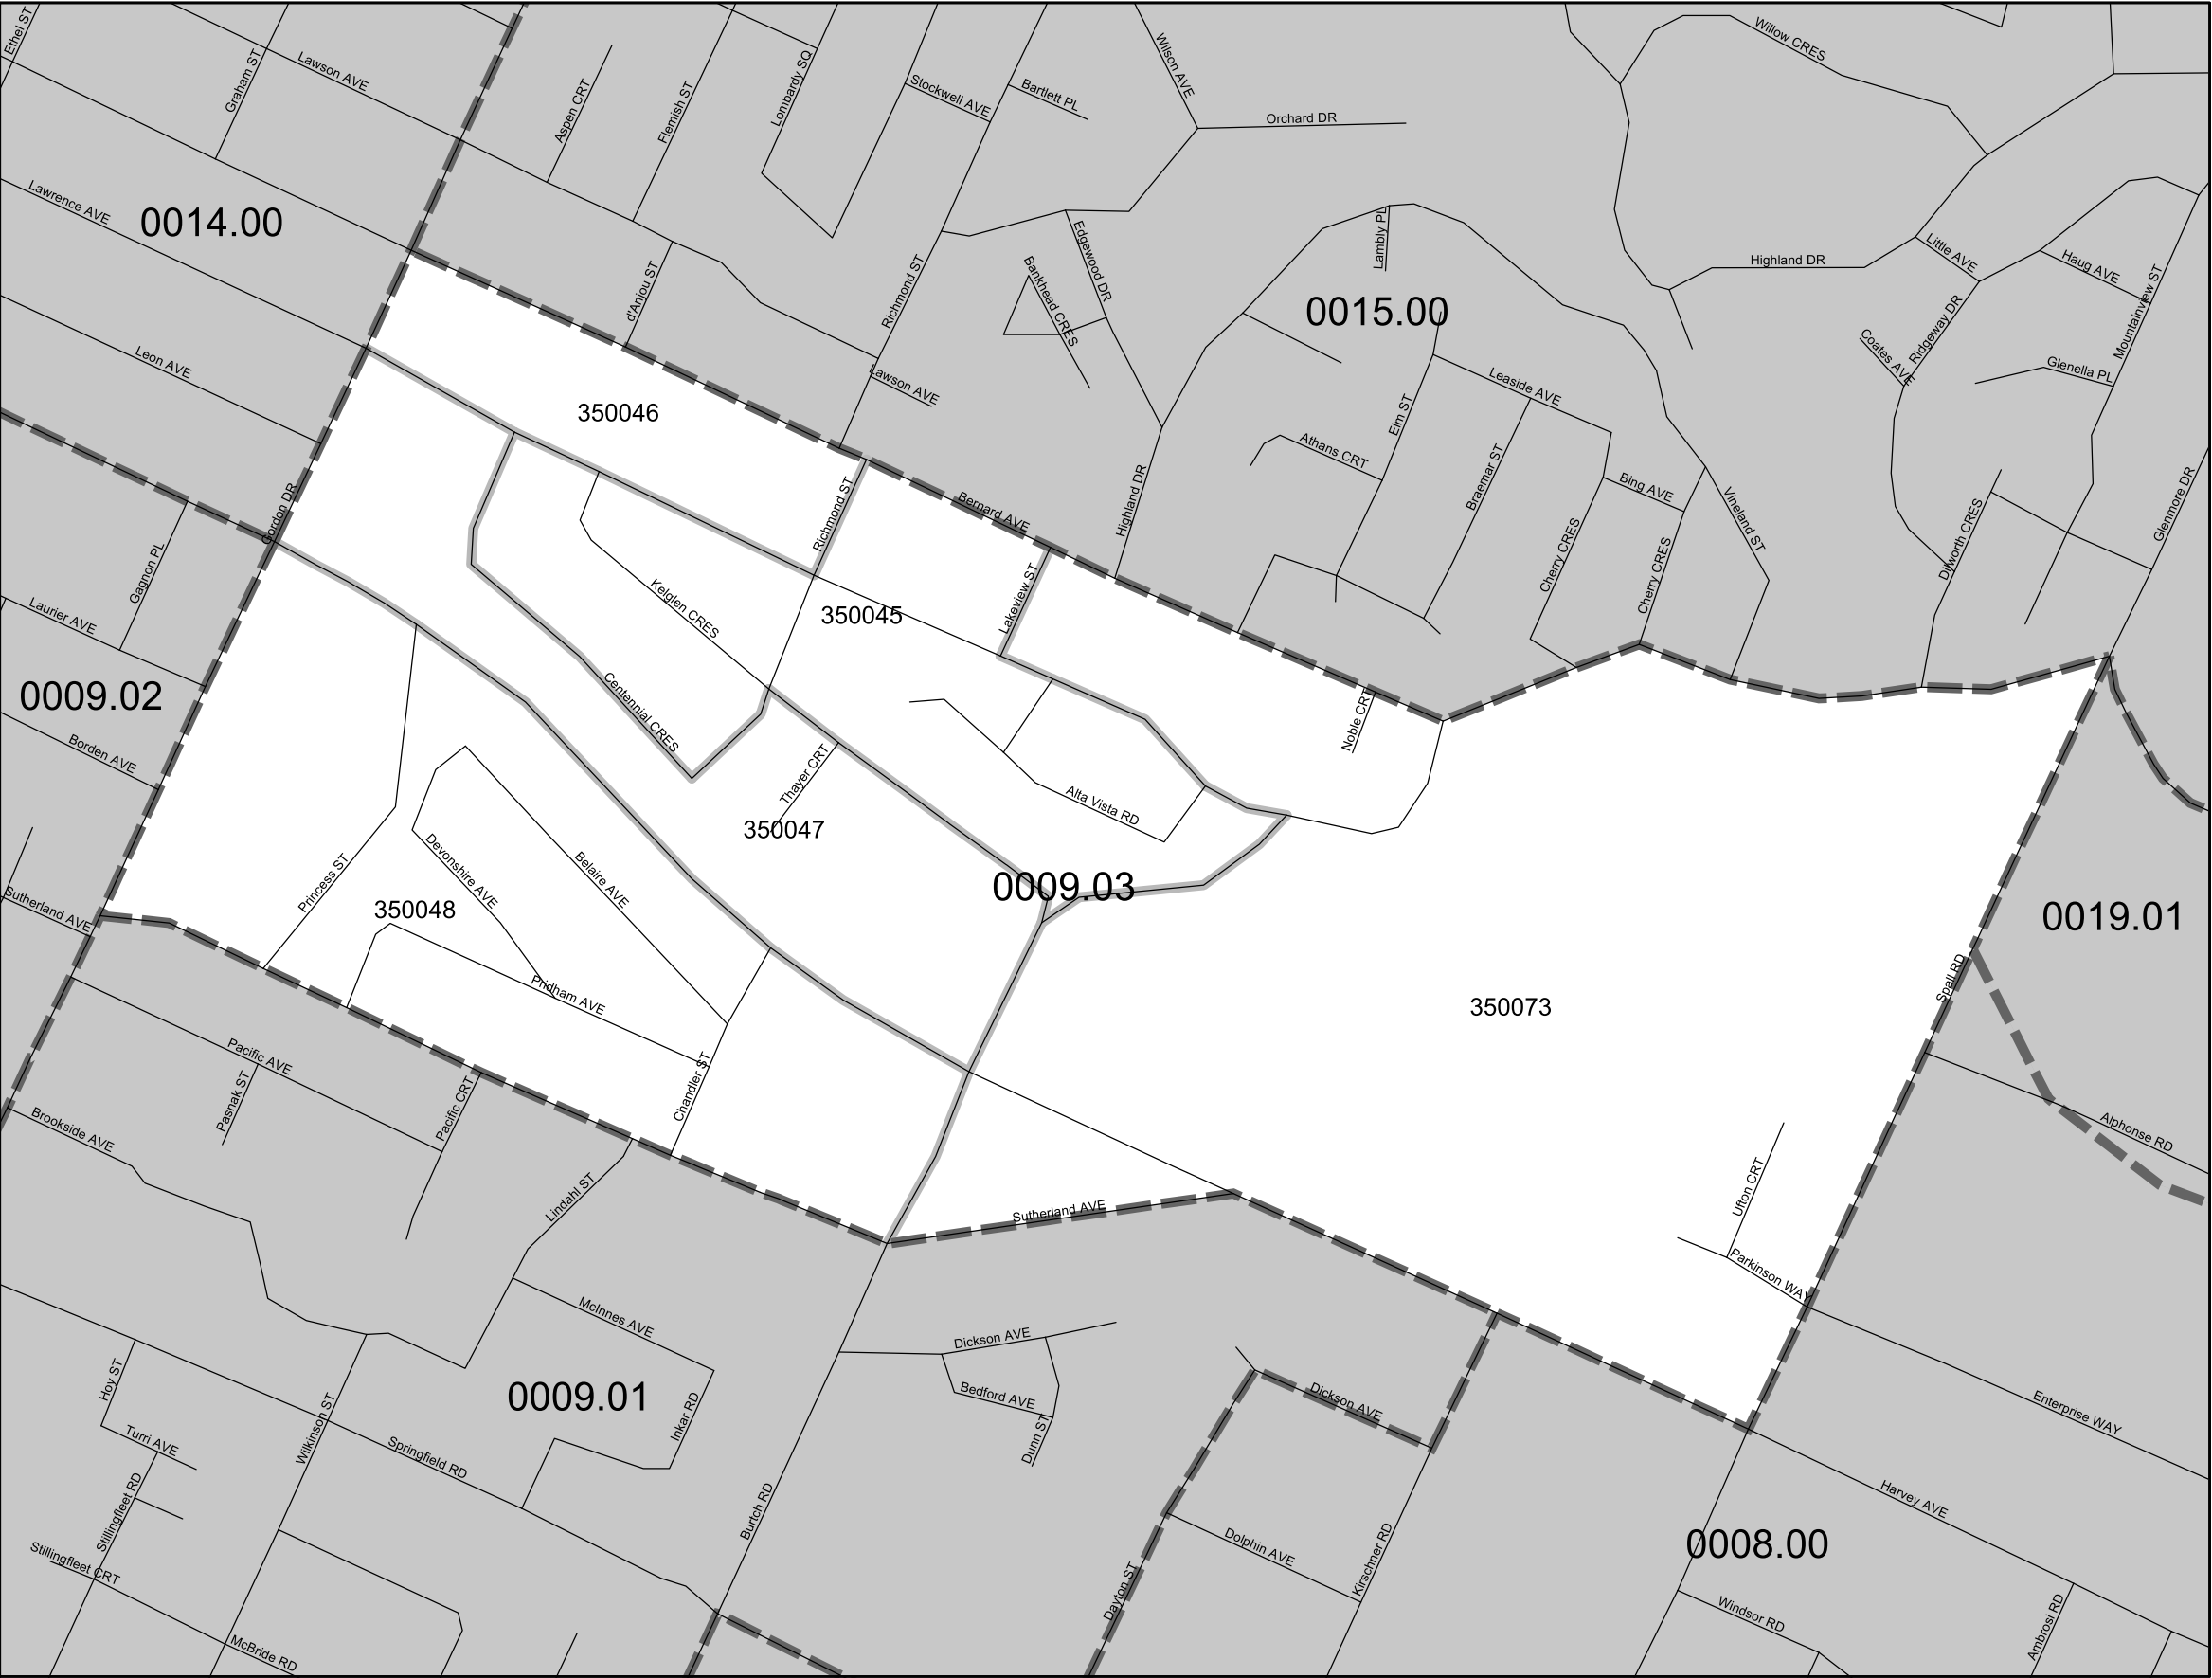 Ethel ST
Graham ST
Lawson AVE
Aspen CRT
Flemish ST
Lombardy SQ
Stockwell AVE
Bartlett PL
Wilson AVE
Orchard DR
Willow CRES
Lawrence AVE
0014.00
d'Anjou ST
Richmond ST
Bankhead CRES
Edgewood DR
Lambly PL
0015.00
Highland DR
Little AVE
Haug AVE
Mountainview ST
Ridgeway DR
Coates AVE
Glenella PL
Leon AVE
350046
Lawson AVE
Elm ST
Leaside AVE
Athans CRT
Braemar ST
Bing AVE
Vineland ST
Glenmore DR
Gordon DR
Richmond ST
Bernard AVE
Highland DR
Cherry CRES
Cherry CRES
Dilworth CRES
Gagnon PL
Laurier AVE
Kelglen CRES
350045
Lakeview ST
0009.02
Centennial CRES
Noble CRT
Borden AVE
Thayer CRT
Alta Vista RD
350047
Devonshire AVE
Belaire AVE
Princess ST
0009.03
Sutherland AVE
350048
0019.01
Pridham AVE
350073
Spall RD
Pacific AVE
Pasnak ST
Pacific CRT
Chandler ST
Brookside AVE
Alphonse RD
Lindahl ST
Sutherland AVE
Ufton CRT
Parkinson WAY
McInnes AVE
Dickson AVE
Hoy ST
0009.01
Inkar RD
Bedford AVE
Dickson AVE
Enterprise WAY
Turri AVE
Wilkinson ST
Springfield RD
Dunn ST
Stillingfleet RD
Burtch RD
Harvey AVE
0008.00
Stillingfleet CRT
Dolphin AVE
Kirschner RD
Dayton ST
Windsor RD
Ambrosi RD
McBride RD